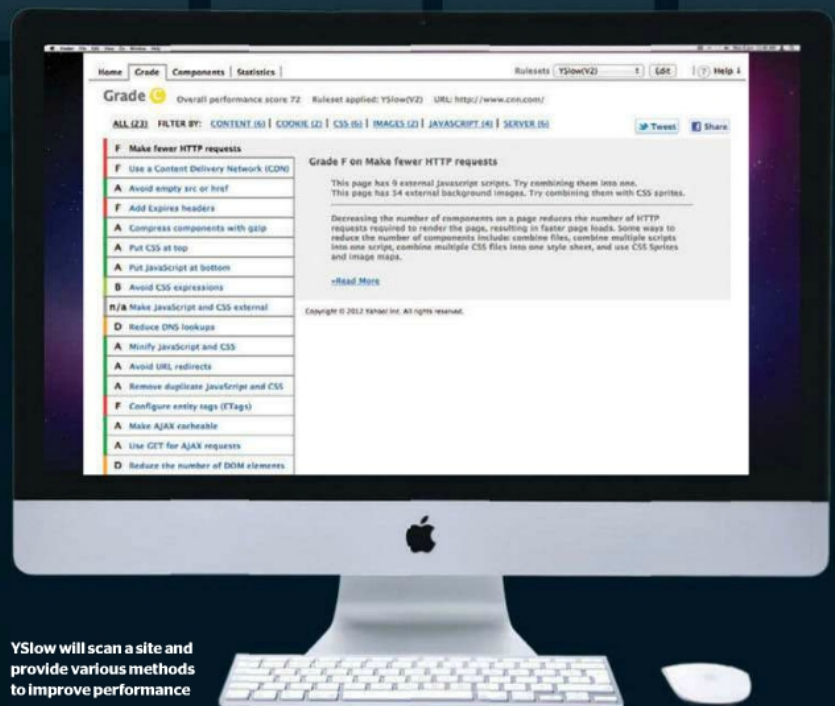 Home Grade Components Statistics Rulesets YSlow(V2) Edit ? Help
Grade C Overall performance score 72 Ruleset applied: YSlow(V2) URL: http://www.cnn.com/
ALL (23) FILTER BY: CONTENT (6) | COOKIE (2) | CSS (6) | IMAGES (2) | JAVASCRIPT (4) | SERVER (6) Tweet Share
F Make fewer HTTP requests
F Use a Content Delivery Network (CDN)
A Avoid empty src or href
F Add Expires headers
A Compress components with gzip
A Put CSS at top
A Put JavaScript at bottom
B Avoid CSS expressions
n/a Make JavaScript and CSS external
D Reduce DNS lookups
A Minify JavaScript and CSS
A Avoid URL redirects
A Remove duplicate JavaScript and CSS
F Configure entity tags (ETags)
A Make AJAX cacheable
A Use GET for AJAX requests
D Reduce the number of DOM elements
Grade F on Make fewer HTTP requests
This page has 9 external Javascript scripts. Try combining them into one.
This page has 34 external background images. Try combining them with CSS sprites.
Decreasing the number of components on a page reduces the number of HTTP
requests required to render the page, resulting in faster page loads. Some ways to
reduce the number of components include: combine files, combine multiple scripts
into one script, combine multiple CSS files into one style sheet, and use CSS Sprites
and image maps.
»Read More
Copyright © 2012 Yahoo! Inc. All rights reserved.
YSlow will scan a site and
provide various methods
to improve performance